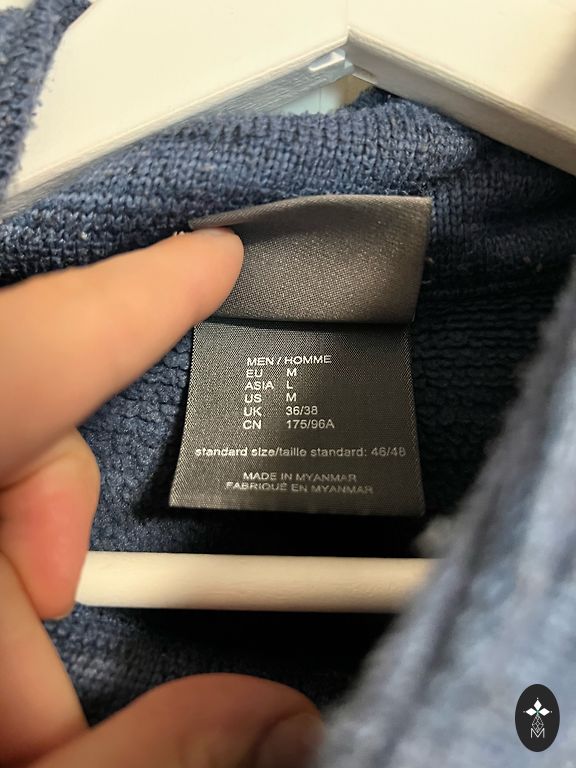 MEN / HOMME
EU M
ASIA L
US M
UK 36/38
CN 175/96A
standard size/taille standard: 46/48
MADE IN MYANMAR
FABRIQUÉ EN MYANMAR
M